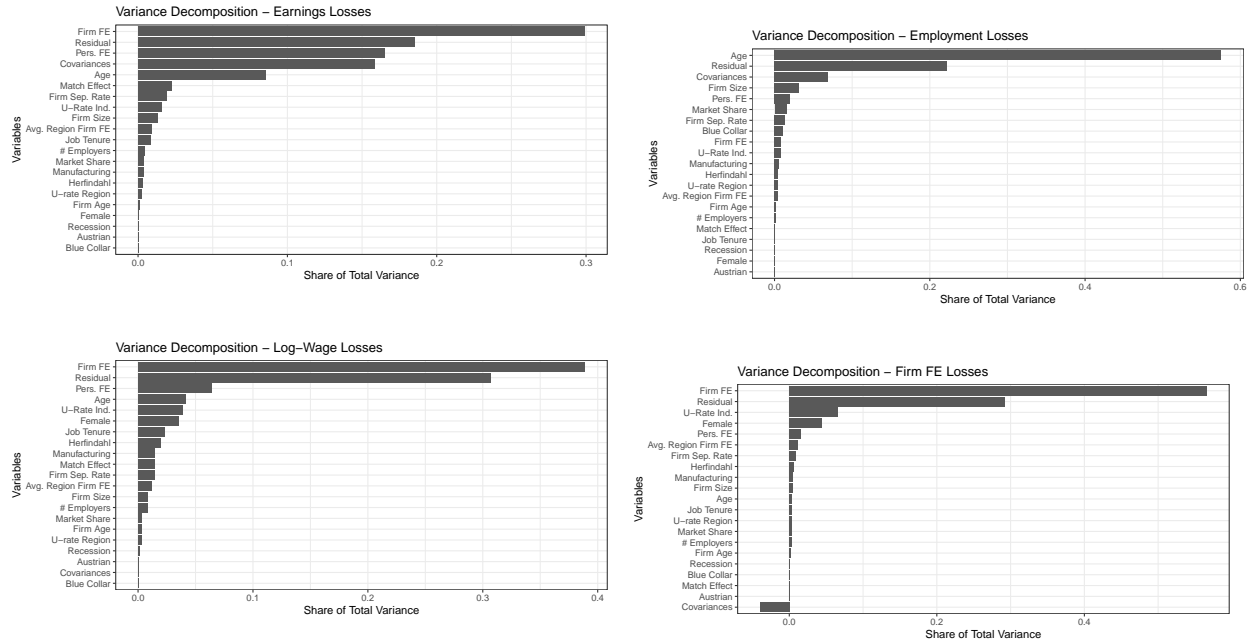 Variance Decomposition – Earnings Losses
Variables
Firm FE
Residual
Pers. FE
Covariances
Age
Match Effect
Firm Sep. Rate
U–Rate Ind.
Firm Size
Avg. Region Firm FE
Job Tenure
# Employers
Market Share
Manufacturing
Herfindahl
U–rate Region
Firm Age
Female
Recession
Austrian
Blue Collar
0.0 0.1 0.2 0.3
Share of Total Variance
Variance Decomposition – Employment Losses
Variables
Age
Residual
Covariances
Firm Size
Pers. FE
Market Share
Firm Sep. Rate
Blue Collar
Firm FE
U–Rate Ind.
Manufacturing
Herfindahl
U–rate Region
Avg. Region Firm FE
Firm Age
# Employers
Match Effect
Job Tenure
Recession
Female
Austrian
0.0 0.2 0.4 0.6
Share of Total Variance
Variance Decomposition – Log–Wage Losses
Variables
Firm FE
Residual
Pers. FE
Age
U–Rate Ind.
Female
Job Tenure
Herfindahl
Manufacturing
Match Effect
Firm Sep. Rate
Avg. Region Firm FE
Firm Size
# Employers
Market Share
Firm Age
U–rate Region
Recession
Austrian
Covariances
Blue Collar
0.0 0.1 0.2 0.3 0.4
Share of Total Variance
Variance Decomposition – Firm FE Losses
Variables
Firm FE
Residual
U–Rate Ind.
Female
Pers. FE
Avg. Region Firm FE
Firm Sep. Rate
Herfindahl
Manufacturing
Firm Size
Age
Job Tenure
U–rate Region
Market Share
# Employers
Firm Age
Recession
Blue Collar
Match Effect
Austrian
Covariances
0.0 0.2 0.4
Share of Total Variance